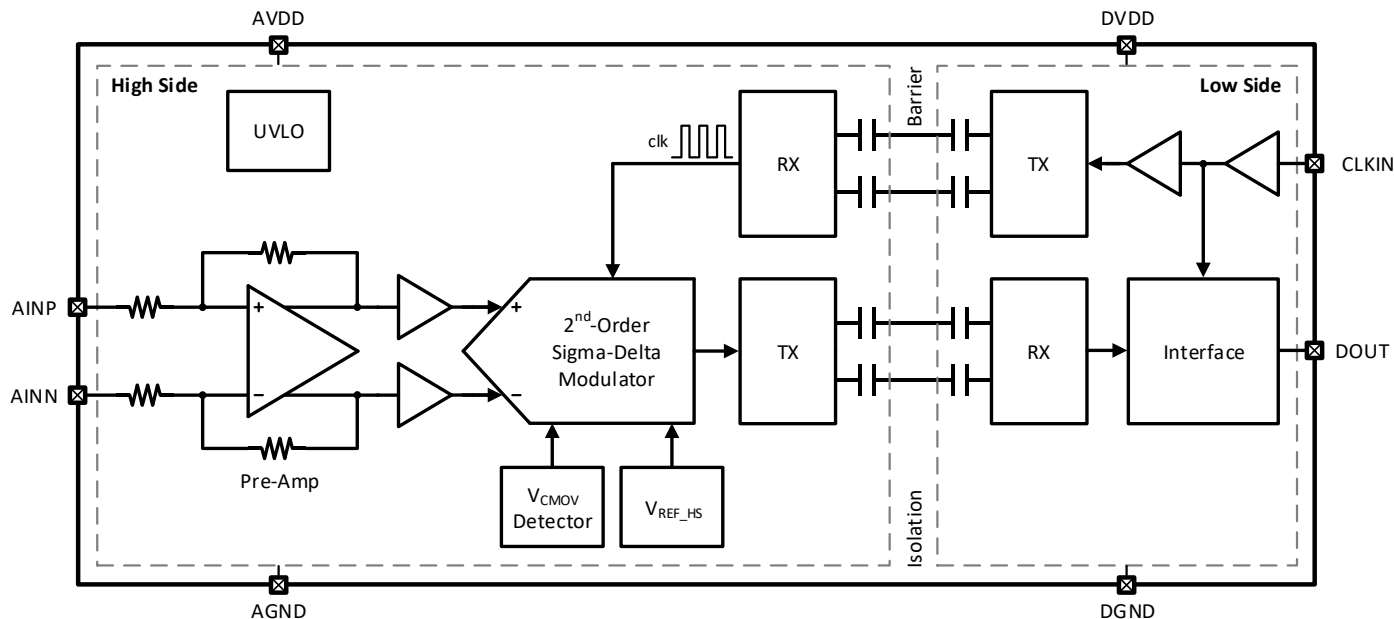 AVDD
DVDD
High Side
Low Side
UVLO
clk
RX
Barrier
TX
CLKIN
AINP
+
+
2nd-Order
Sigma-Delta
Modulator
TX
RX
Interface
DOUT
AINN
−
−
Pre-Amp
VCMOV
Detector
VREF_HS
Isolation
AGND
DGND